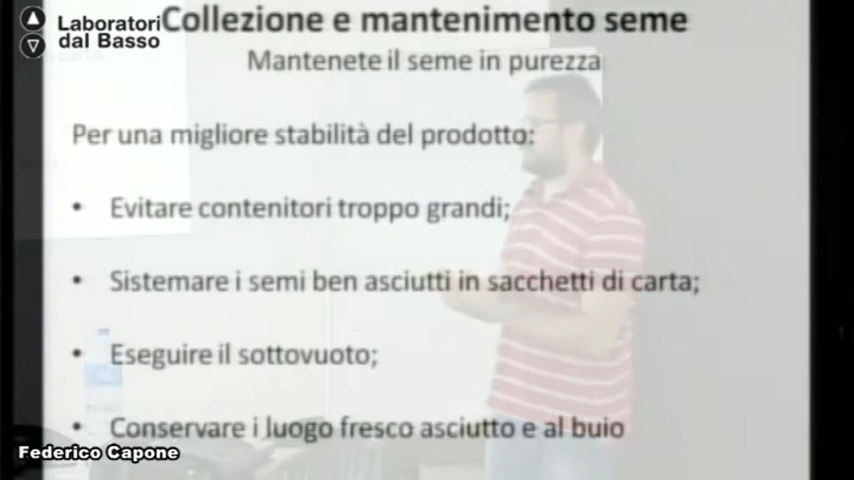 Laboratori
dal Basso
Collezione e mantenimento seme
Mantenete il seme in purezza
Per una migliore stabilità del prodotto:
• Evitare contenitori troppo grandi;
• Sistemare i semi ben asciutti in sacchetti di carta;
• Eseguire il sottovuoto;
• Conservare i luogo fresco asciutto e al buio
Federico Capone